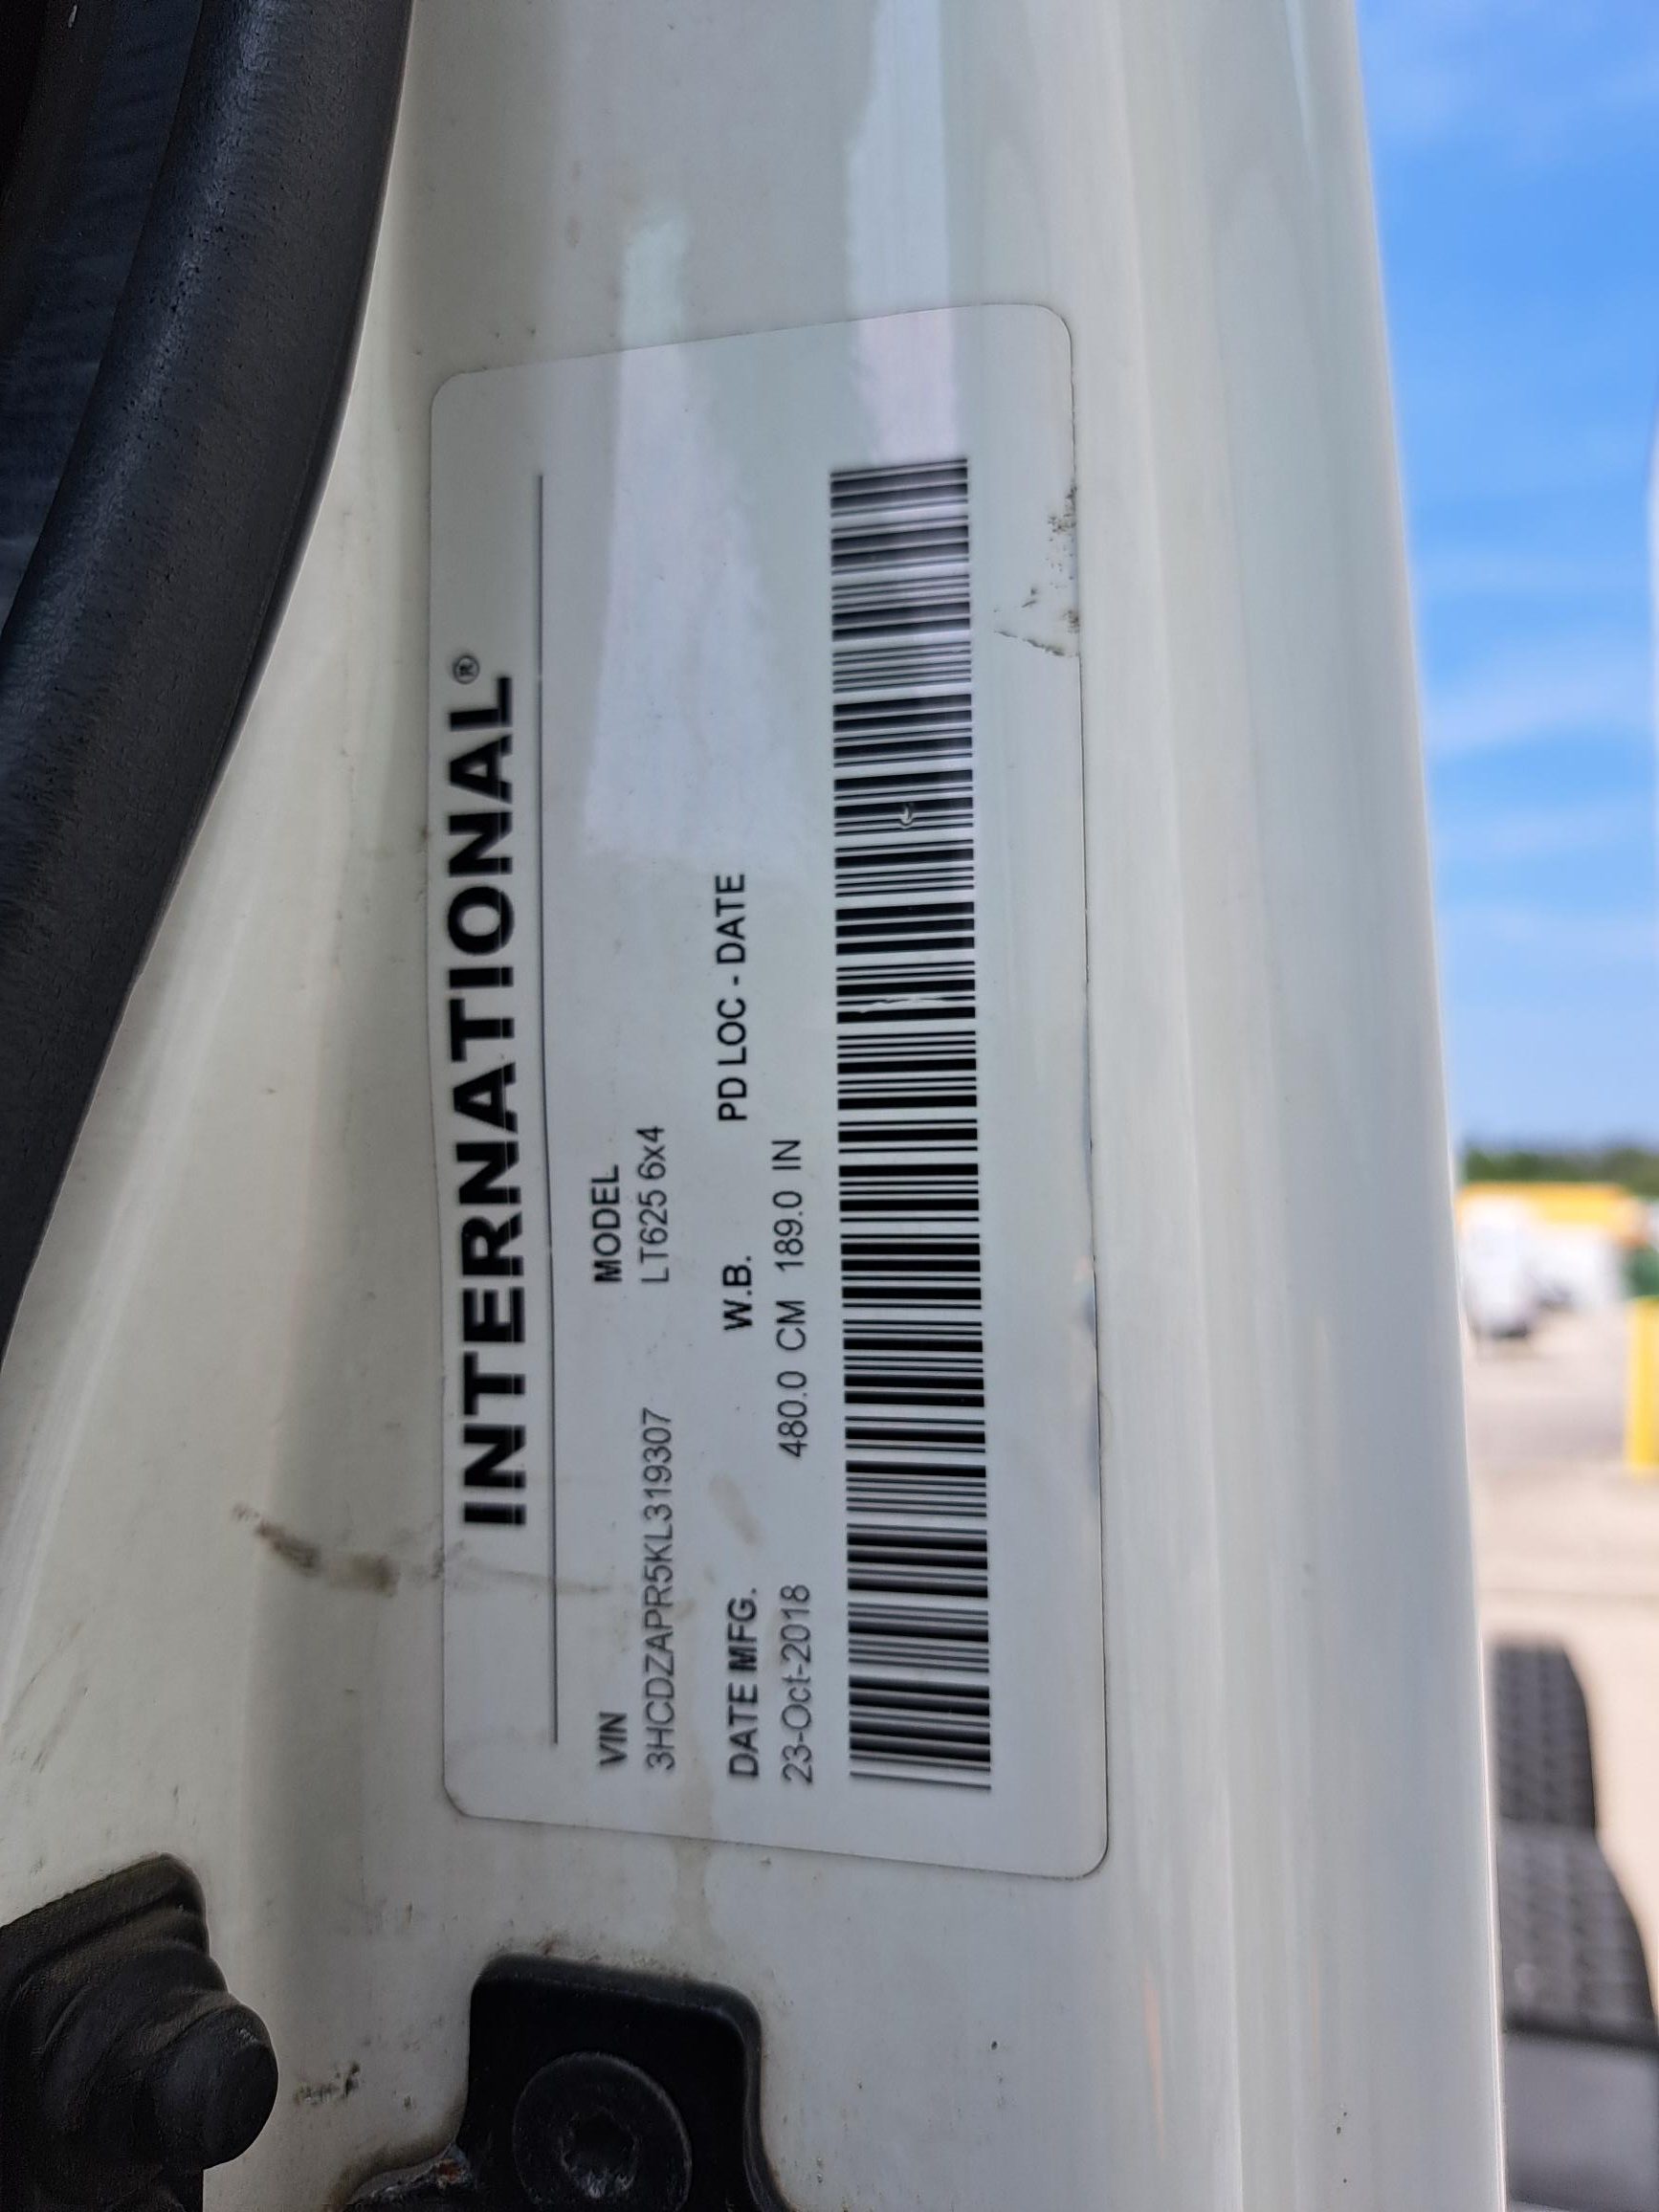 INTERNATIONAL®
VIN MODEL
3HCDZAPR5KL319307 LT625 6x4
DATE MFG. W.B. PD LOC - DATE
23-Oct-2018 480.0 CM 189.0 IN